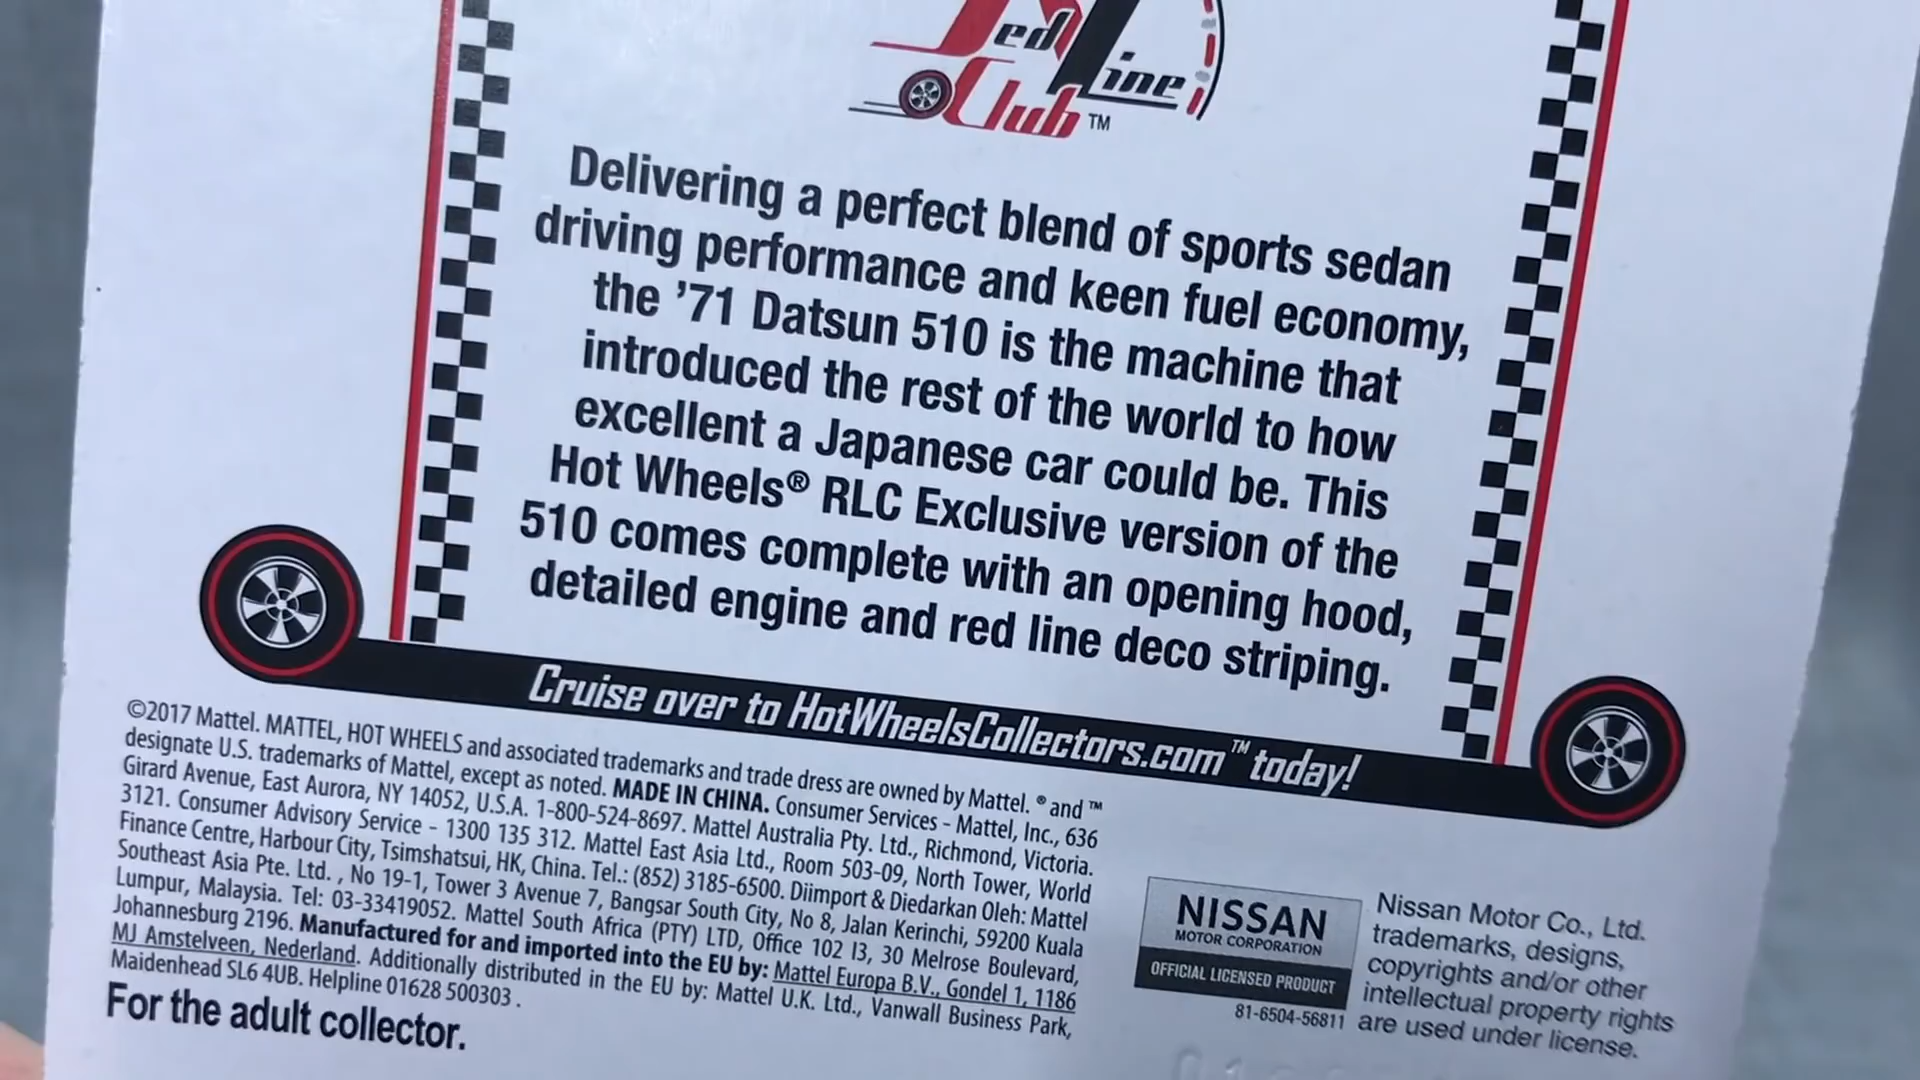 Red Line
Club™
Delivering a perfect blend of sports sedan
driving performance and keen fuel economy,
the ’71 Datsun 510 is the machine that
introduced the rest of the world to how
excellent a Japanese car could be. This
Hot Wheels® RLC Exclusive version of the
510 comes complete with an opening hood,
detailed engine and red line deco striping.
Cruise over to HotWheelsCollectors.com™ today!
©2017 Mattel. MATTEL, HOT WHEELS and associated trademarks and trade dress are owned by Mattel. ® and ™
designate U.S. trademarks of Mattel, except as noted. MADE IN CHINA. Consumer Services - Mattel, Inc., 636
Girard Avenue, East Aurora, NY 14052, U.S.A. 1-800-524-8697. Mattel Australia Pty. Ltd., Richmond, Victoria.
3121. Consumer Advisory Service - 1300 135 312. Mattel East Asia Ltd., Room 503-09, North Tower, World
Finance Centre, Harbour City, Tsimshatsui, HK, China. Tel.: (852) 3185-6500. Diimport & Diedarkan Oleh: Mattel
Southeast Asia Pte. Ltd. , No 19-1, Tower 3 Avenue 7, Bangsar South City, No 8, Jalan Kerinchi, 59200 Kuala
Lumpur, Malaysia. Tel: 03-33419052. Mattel South Africa (PTY) LTD, Office 102 I3, 30 Melrose Boulevard,
Johannesburg 2196. Manufactured for and imported into the EU by: Mattel Europa B.V., Gondel 1, 1186
MJ Amstelveen, Nederland. Additionally distributed in the EU by: Mattel U.K. Ltd., Vanwall Business Park,
Maidenhead SL6 4UB. Helpline 01628 500303 .
For the adult collector.
NISSAN
MOTOR CORPORATION
OFFICIAL LICENSED PRODUCT
81-6504-56811
Nissan Motor Co., Ltd.
trademarks, designs,
copyrights and/or other
intellectual property rights
are used under license.